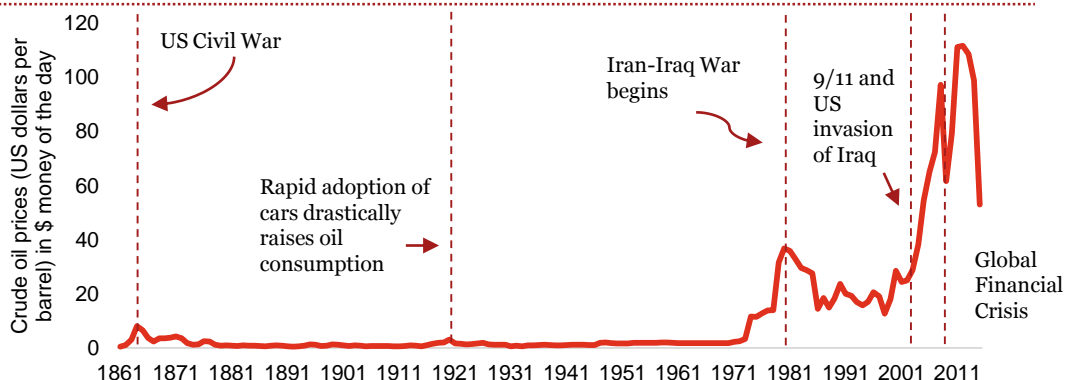 Crude oil prices (US dollars per
barrel) in $ money of the day
120
100
80
60
40
20
0
US Civil War
Rapid adoption of
cars drastically
raises oil
consumption
Iran-Iraq War
begins
9/11 and
US
invasion
of Iraq
Global
Financial
Crisis
1861 1871 1881 1891 1901 1911 1921 1931 1941 1951 1961 1971 1981 1991 2001 2011